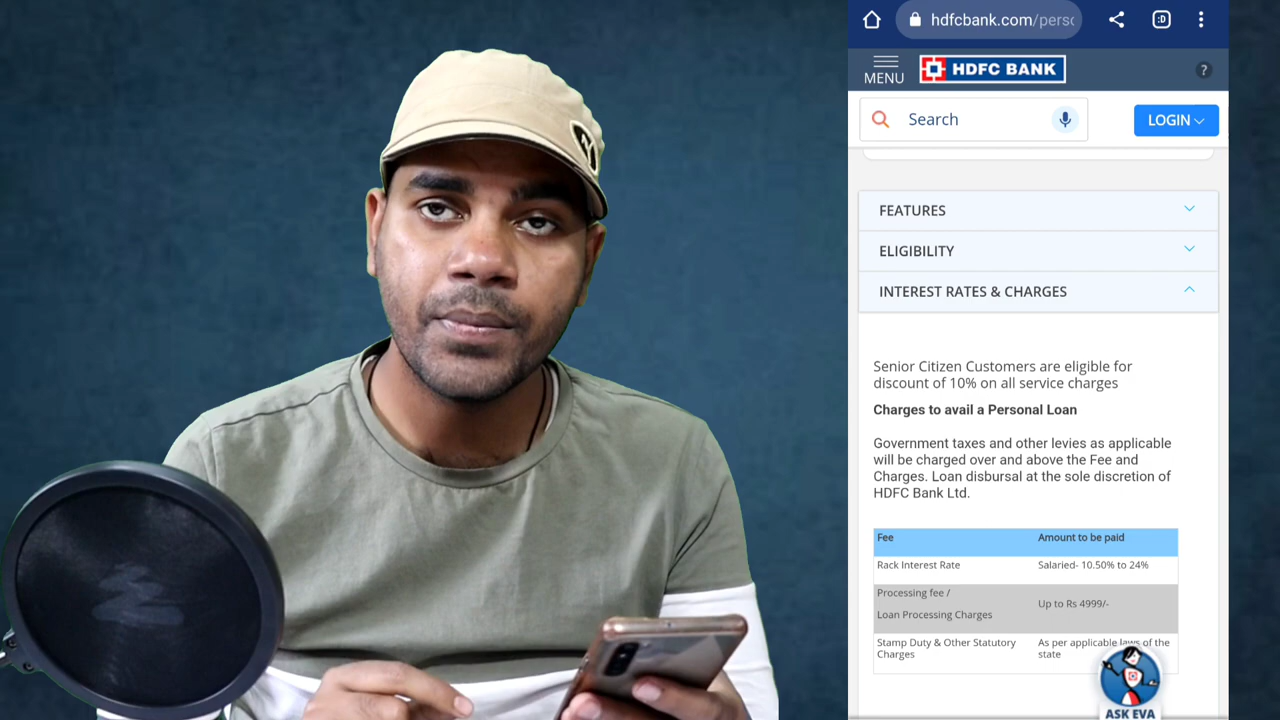 hdfcbank.com/perso
:D
MENU
HDFC BANK
?
Search
LOGIN
FEATURES
ELIGIBILITY
INTEREST RATES & CHARGES
Senior Citizen Customers are eligible for
discount of 10% on all service charges
Charges to avail a Personal Loan
Government taxes and other levies as applicable
will be charged over and above the Fee and
Charges. Loan disbursal at the sole discretion of
HDFC Bank Ltd.
Fee Amount to be paid
Rack Interest Rate Salaried- 10.50% to 24%
Processing fee /
Loan Processing Charges Up to Rs 4999/-
Stamp Duty & Other Statutory As per applicable laws of the
Charges state
ASK EVA